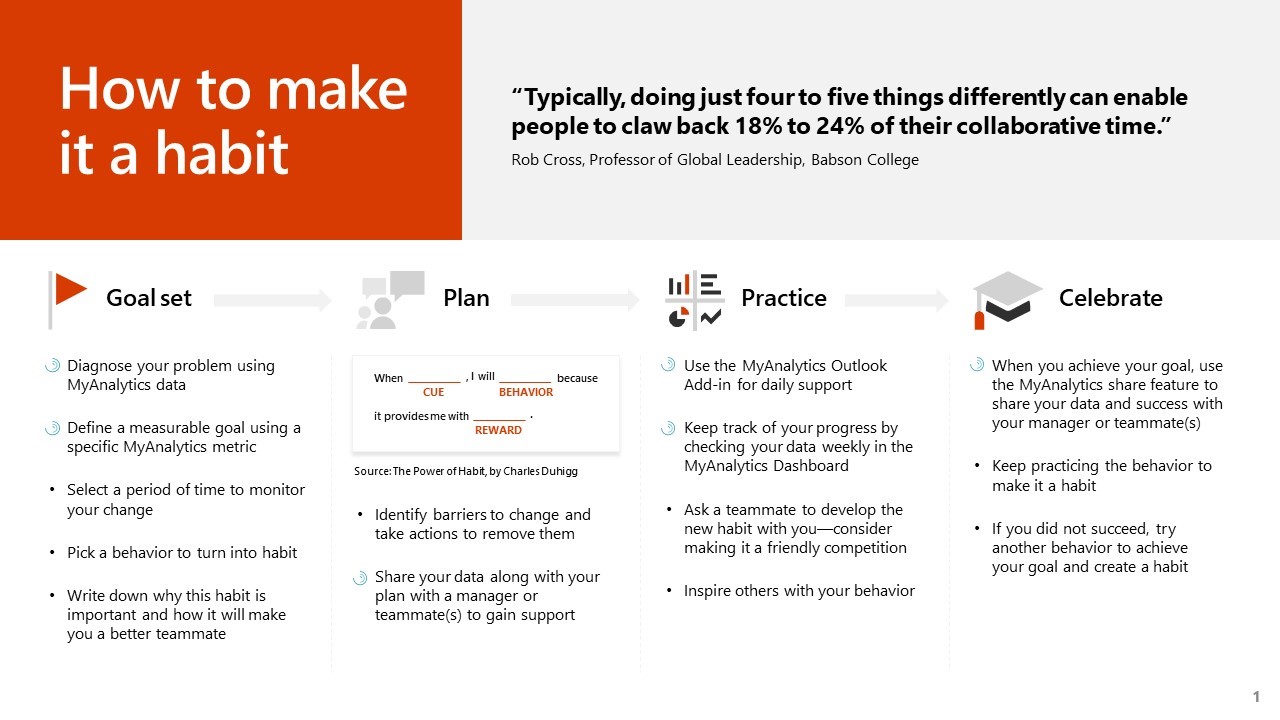 How to make
it a habit
“Typically, doing just four to five things differently can enable
people to claw back 18% to 24% of their collaborative time.”
Rob Cross, Professor of Global Leadership, Babson College
Goal set
Diagnose your problem using
MyAnalytics data
Define a measurable goal using a
specific MyAnalytics metric
• Select a period of time to monitor
your change
• Pick a behavior to turn into habit
• Write down why this habit is
important and how it will make
you a better teammate
Plan
When ________ , I will ________ because
CUE BEHAVIOR
it provides me with ________ .
REWARD
Source: The Power of Habit, by Charles Duhigg
• Identify barriers to change and
take actions to remove them
Share your data along with your
plan with a manager or
teammate(s) to gain support
Practice
Use the MyAnalytics Outlook
Add-in for daily support
Keep track of your progress by
checking your data weekly in the
MyAnalytics Dashboard
• Ask a teammate to develop the
new habit with you—consider
making it a friendly competition
• Inspire others with your behavior
Celebrate
When you achieve your goal, use
the MyAnalytics share feature to
share your data and success with
your manager or teammate(s)
• Keep practicing the behavior to
make it a habit
• If you did not succeed, try
another behavior to achieve
your goal and create a habit
1